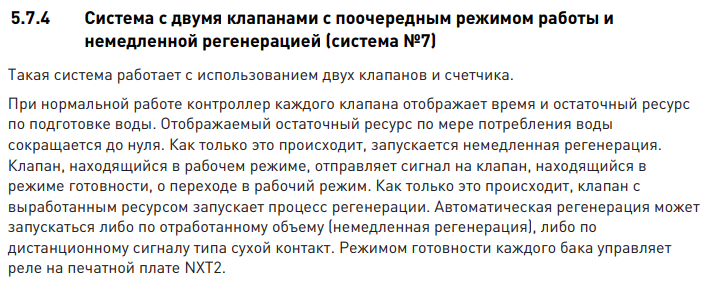 5.7.4 Система с двумя клапанами с поочередным режимом работы и
немедленной регенерацией (система №7)
Такая система работает с использованием двух клапанов и счетчика.
При нормальной работе контроллер каждого клапана отображает время и остаточный ресурс
по подготовке воды. Отображаемый остаточный ресурс по мере потребления воды
сокращается до нуля. Как только это происходит, запускается немедленная регенерация.
Клапан, находящийся в рабочем режиме, отправляет сигнал на клапан, находящийся в
режиме готовности, о переходе в рабочий режим. Как только это происходит, клапан с
выработанным ресурсом запускает процесс регенерации. Автоматическая регенерация может
запускаться либо по отработанному объему (немедленная регенерация), либо по
дистанционному сигналу типа сухой контакт. Режимом готовности каждого бака управляет
реле на печатной плате NXT2.